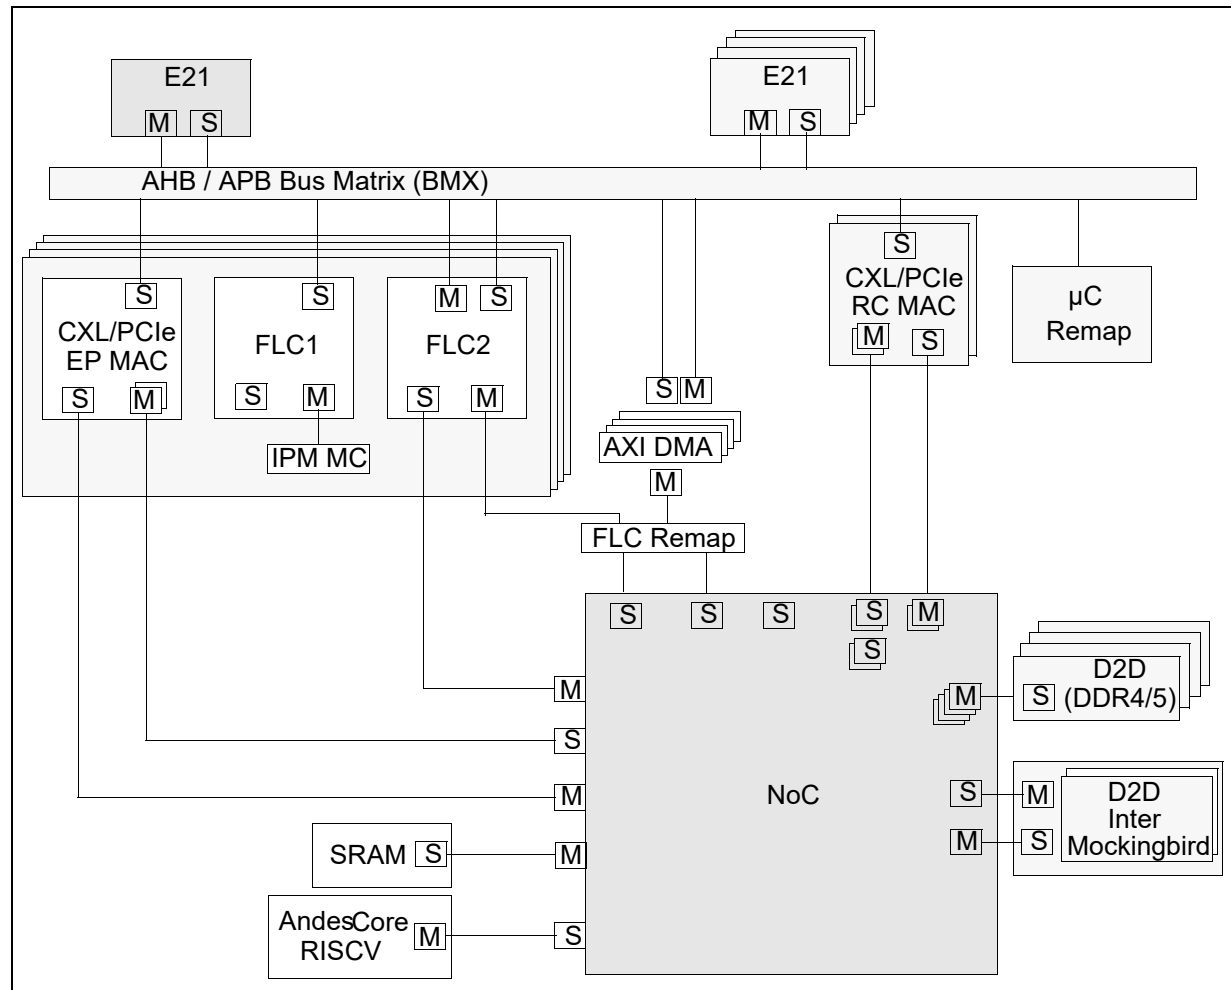 E21
M S
E21
M S
AHB / APB Bus Matrix (BMX)
S
CXL/PCIe
EP MAC
S M
S
FLC1
S M
IPM MC
M S
FLC2
S M
S M
AXI DMA
M
FLC Remap
S
CXL/PCIe
RC MAC
M S
µC
Remap
S S S S M
S
M
S
M
M
S
NoC
M
S
M
S
D2D
(DDR4/5)
M
S
D2D
Inter
Mockingbird
SRAM S
AndesCore
RISCV
M